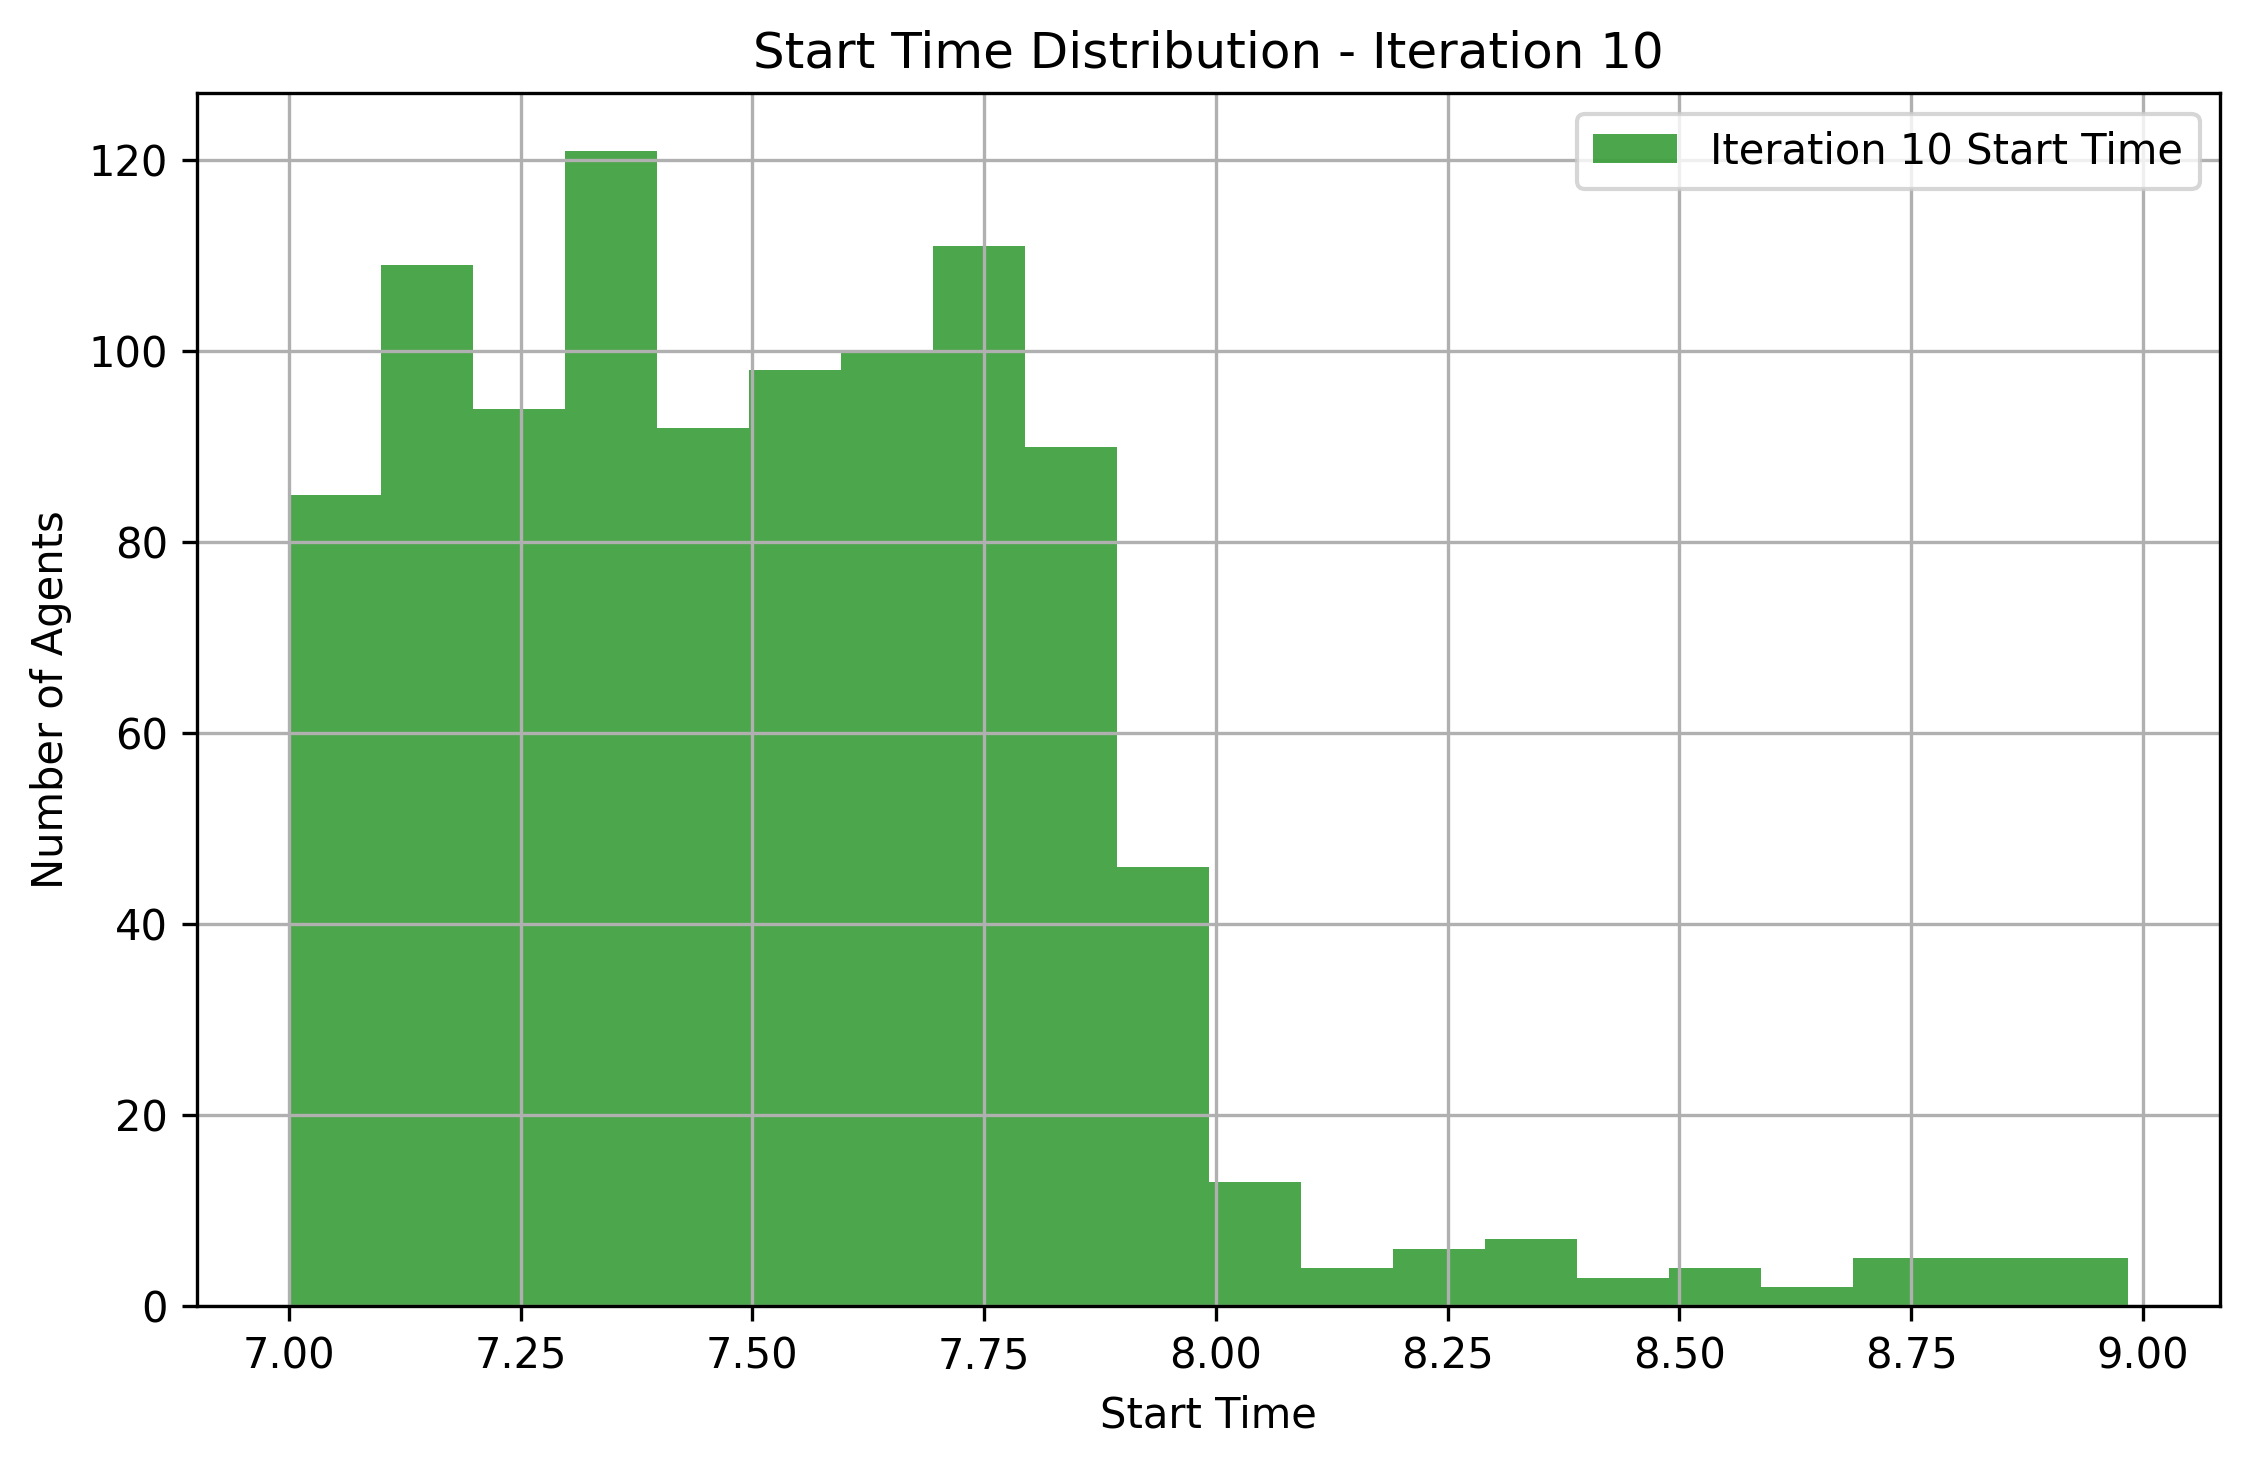 Start Time Distribution - Iteration 10
Iteration 10 Start Time
Number of Agents
120
100
80
60
40
20
0
7.00 7.25 7.50 7.75 8.00 8.25 8.50 8.75 9.00
Start Time